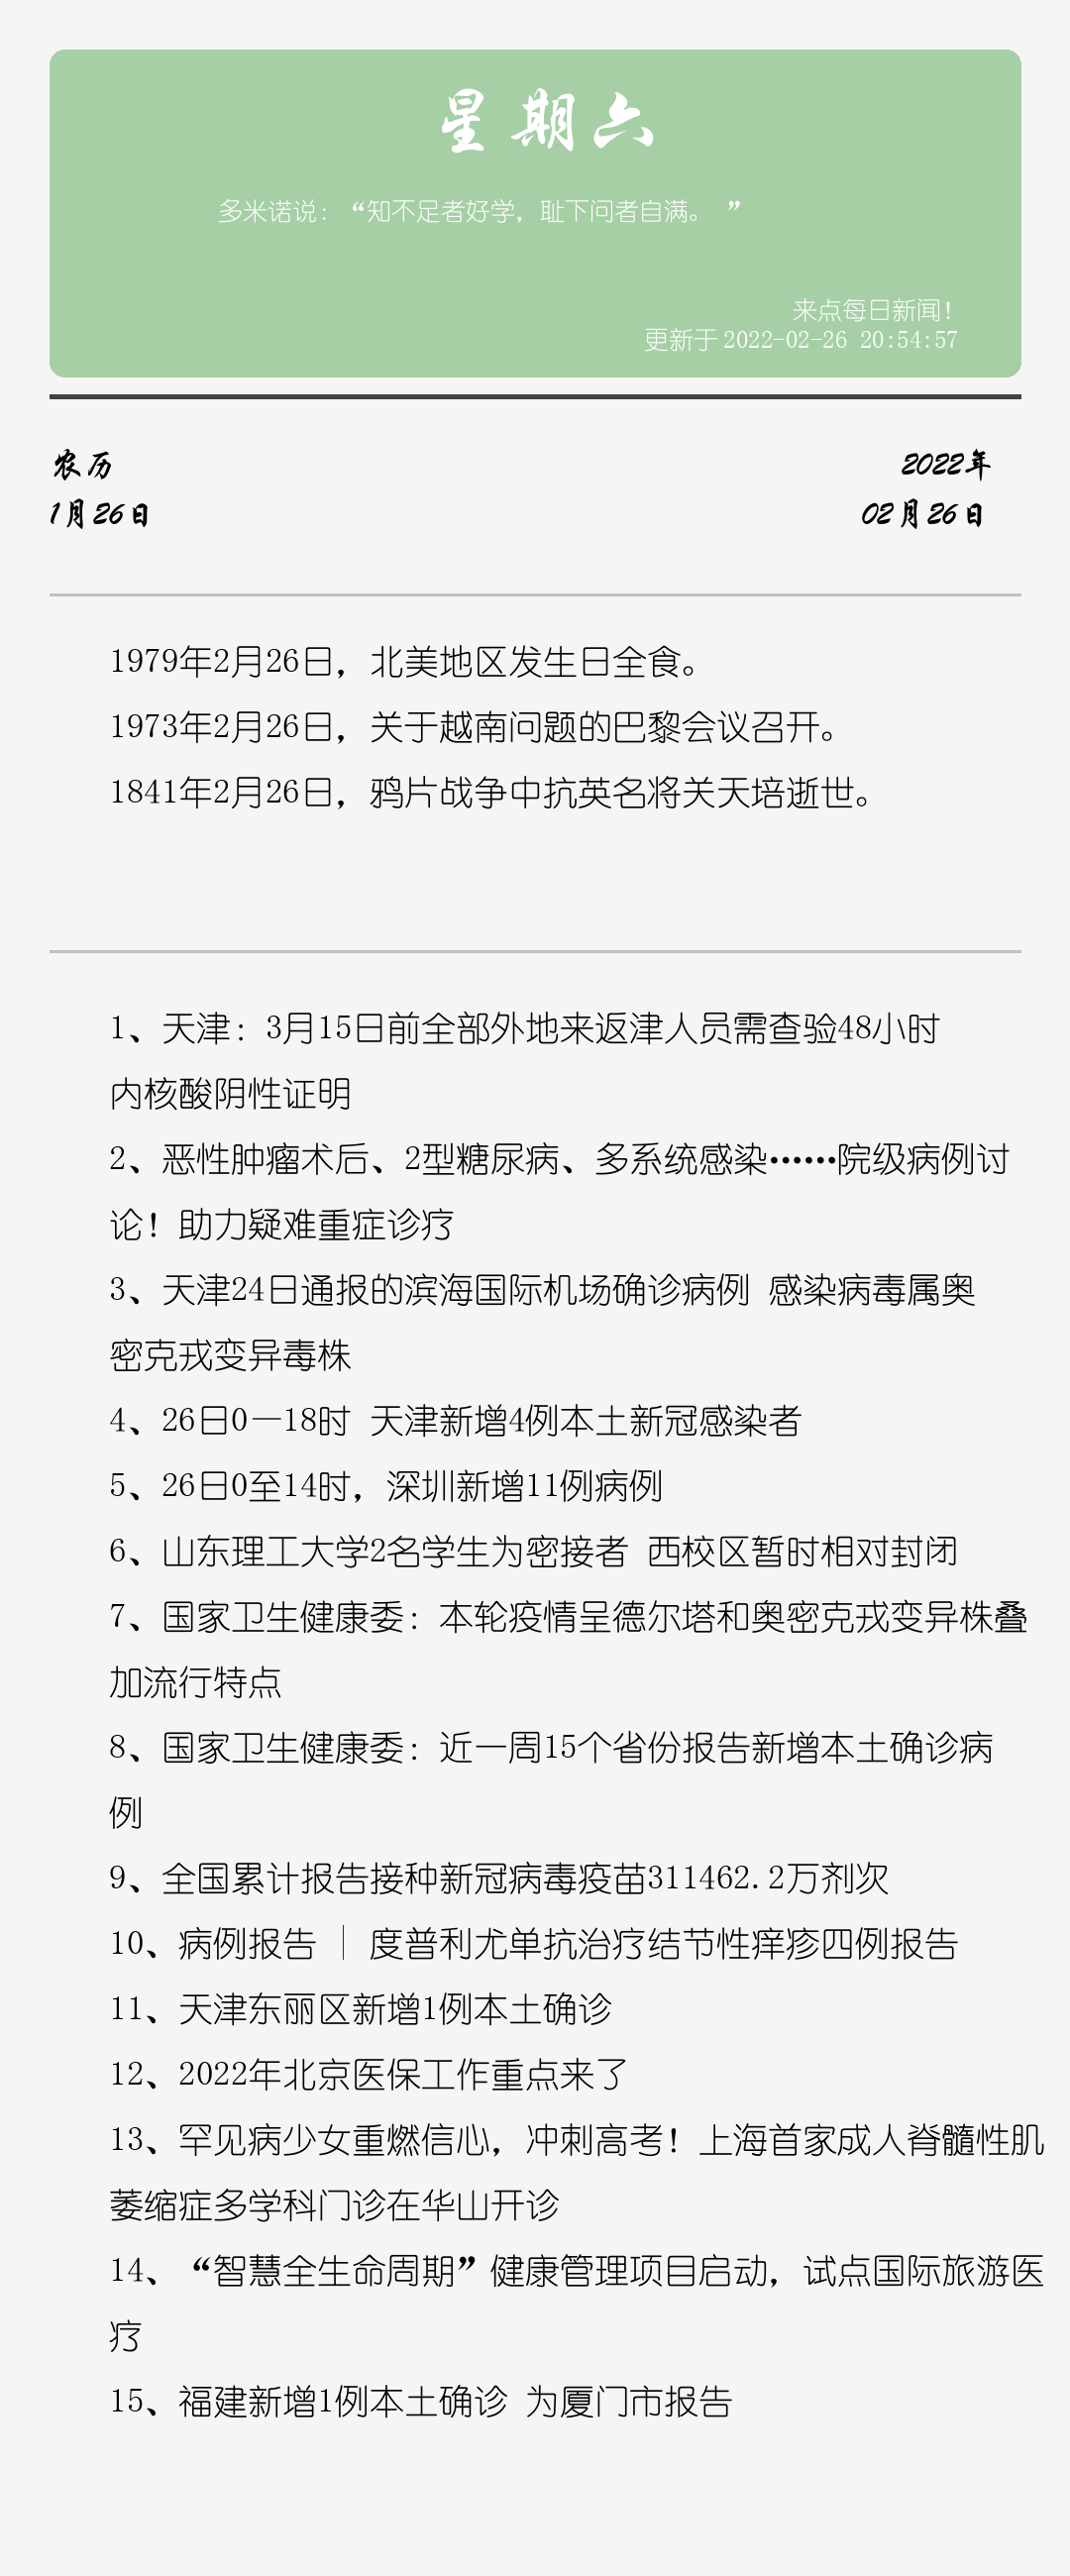 星期六
多米诺说：“知不足者好学，耻下问者自满。 ”
来点每日新闻！
更新于 2022-02-26 20:54:57
农历
2022年
1月26日
02月26日
1979年2月26日，北美地区发生日全食。
1973年2月26日，关于越南问题的巴黎会议召开。
1841年2月26日，鸦片战争中抗英名将关天培逝世。
1、天津：3月15日前全部外地来返津人员需查验48小时
内核酸阴性证明
2、恶性肿瘤术后、2型糖尿病、多系统感染……院级病例讨
论！助力疑难重症诊疗
3、天津24日通报的滨海国际机场确诊病例 感染病毒属奥
密克戎变异毒株
4、26日0—18时 天津新增4例本土新冠感染者
5、26日0至14时，深圳新增11例病例
6、山东理工大学2名学生为密接者 西校区暂时相对封闭
7、国家卫生健康委：本轮疫情呈德尔塔和奥密克戎变异株叠
加流行特点
8、国家卫生健康委：近一周15个省份报告新增本土确诊病
例
9、全国累计报告接种新冠病毒疫苗311462.2万剂次
10、病例报告 │ 度普利尤单抗治疗结节性痒疹四例报告
11、天津东丽区新增1例本土确诊
12、2022年北京医保工作重点来了
13、罕见病少女重燃信心，冲刺高考！上海首家成人脊髓性肌
萎缩症多学科门诊在华山开诊
14、“智慧全生命周期”健康管理项目启动，试点国际旅游医
疗
15、福建新增1例本土确诊 为厦门市报告